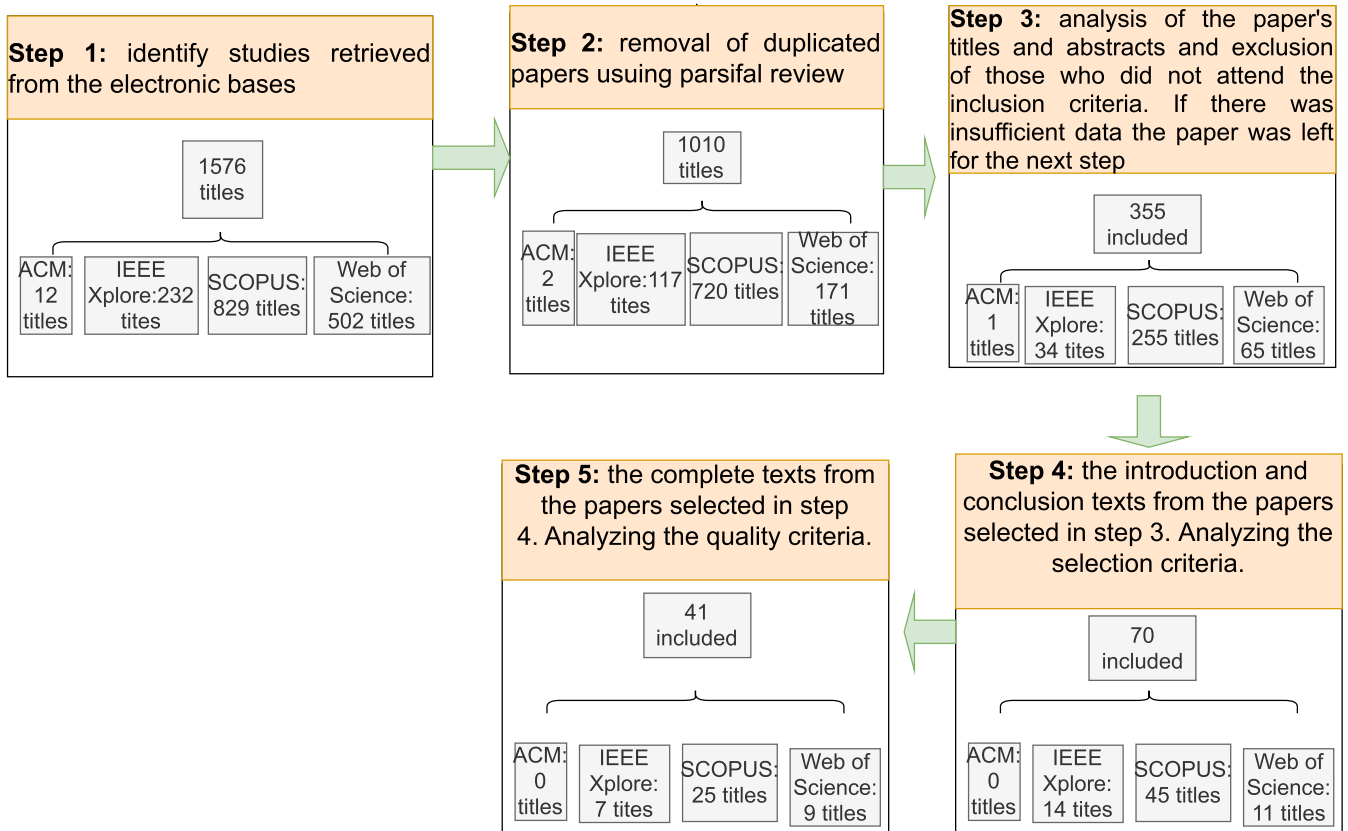 Step 1: identify studies retrieved
from the electronic bases
1576
titles
ACM:
12
titles
IEEE
Xplore:232
tites
SCOPUS:
829 titles
Web of
Science:
502 titles
Step 2: removal of duplicated
papers usuing parsifal review
1010
titles
ACM:
2
titles
IEEE
Xplore:117
tites
SCOPUS:
720 titles
Web of
Science:
171
titles
Step 3: analysis of the paper's
titles and abstracts and exclusion
of those who did not attend the
inclusion criteria. If there was
insufficient data the paper was left
for the next step
355
included
ACM:
1
titles
IEEE
Xplore:
34 tites
SCOPUS:
255 titles
Web of
Science:
65 titles
Step 4: the introduction and
conclusion texts from the papers
selected in step 3. Analyzing the
selection criteria.
70
included
ACM:
0
titles
IEEE
Xplore:
14 tites
SCOPUS:
45 titles
Web of
Science:
11 titles
Step 5: the complete texts from
the papers selected in step
4. Analyzing the quality criteria.
41
included
ACM:
0
titles
IEEE
Xplore:
7 tites
SCOPUS:
25 titles
Web of
Science:
9 titles